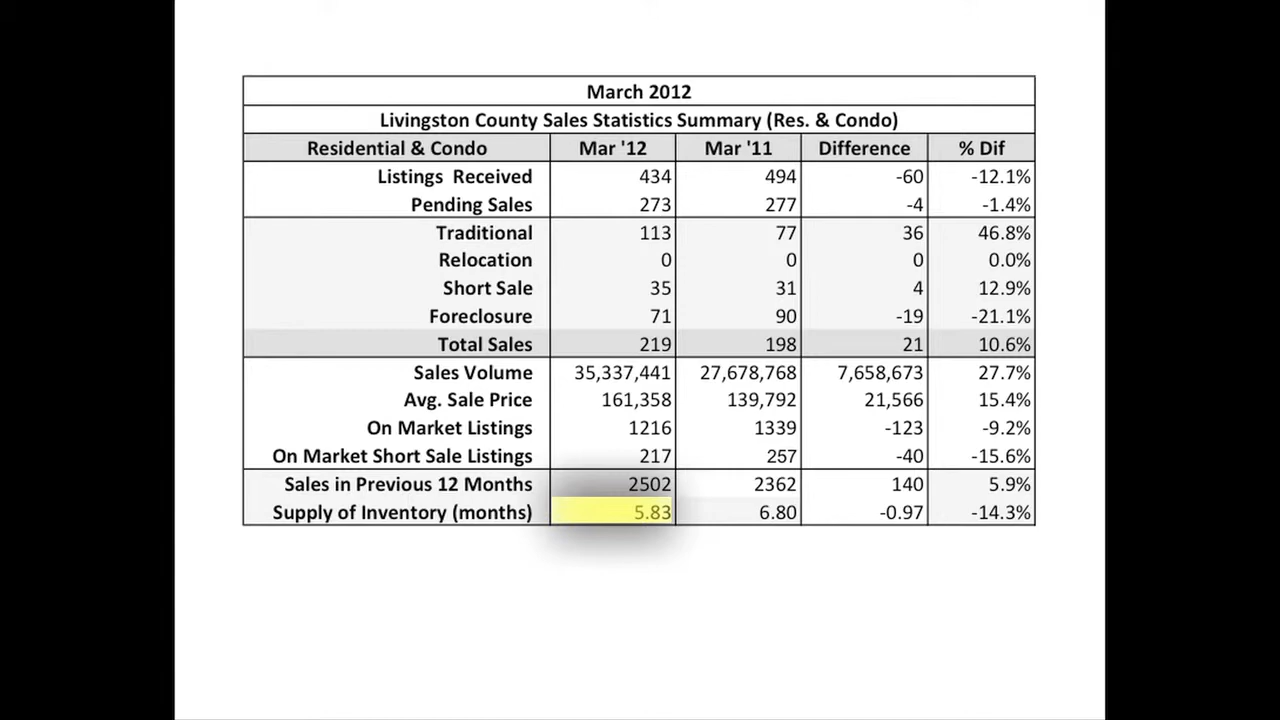 March 2012
Livingston County Sales Statistics Summary (Res. & Condo)
Residential & Condo Mar '12 Mar '11 Difference % Dif
Listings Received 434 494 -60 -12.1%
Pending Sales 273 277 -4 -1.4%
Traditional 113 77 36 46.8%
Relocation 0 0 0 0.0%
Short Sale 35 31 4 12.9%
Foreclosure 71 90 -19 -21.1%
Total Sales 219 198 21 10.6%
Sales Volume 35,337,441 27,678,768 7,658,673 27.7%
Avg. Sale Price 161,358 139,792 21,566 15.4%
On Market Listings 1216 1339 -123 -9.2%
On Market Short Sale Listings 217 257 -40 -15.6%
Sales in Previous 12 Months 2502 2362 140 5.9%
Supply of Inventory (months) 5.83 6.80 -0.97 -14.3%